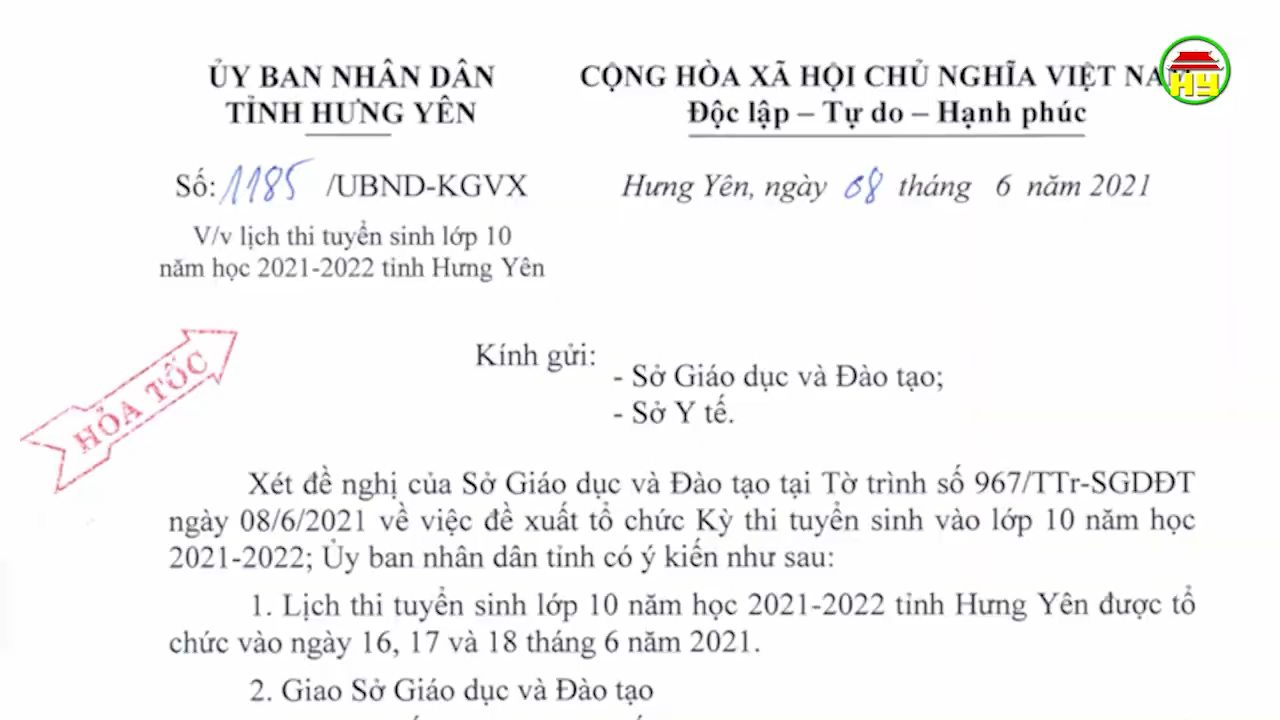 ỦY BAN NHÂN DÂN
TỈNH HƯNG YÊN
CỘNG HÒA XÃ HỘI CHỦ NGHĨA VIỆT NAM
Độc lập – Tự do – Hạnh phúc
HY
Số: 1185 /UBND-KGVX
Hưng Yên, ngày 08 tháng 6 năm 2021
V/v lịch thi tuyển sinh lớp 10
năm học 2021-2022 tỉnh Hưng Yên
HỎA TỐC
Kính gửi:
- Sở Giáo dục và Đào tạo;
- Sở Y tế.
Xét đề nghị của Sở Giáo dục và Đào tạo tại Tờ trình số 967/TTr-SGDĐT
ngày 08/6/2021 về việc đề xuất tổ chức Kỳ thi tuyển sinh vào lớp 10 năm học
2021-2022; Ủy ban nhân dân tỉnh có ý kiến như sau:
1. Lịch thi tuyển sinh lớp 10 năm học 2021-2022 tỉnh Hưng Yên được tổ
chức vào ngày 16, 17 và 18 tháng 6 năm 2021.
2. Giao Sở Giáo dục và Đào tạo